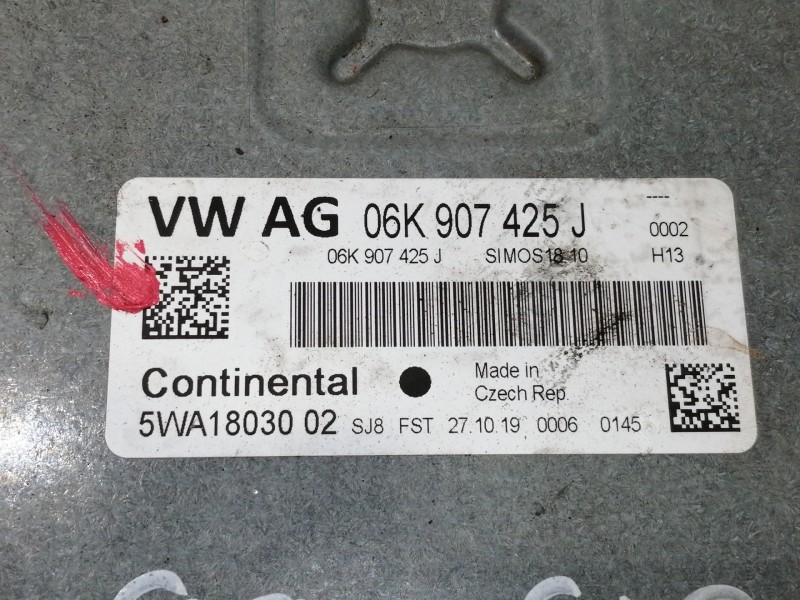 VW AG 06K 907 425 J
----
0002
06K 907 425 J SIMOS18.10 H13
Continental
Made in
Czech Rep.
5WA18030 02 SJ8 FST 27.10.19 0006 0145